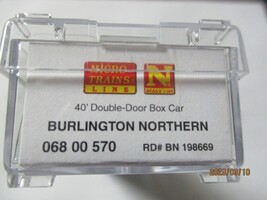 MICRO
TRAINS
LINE
N
40' Double-Door Box Car
BURLINGTON NORTHERN
068 00 570 RD# BN 198669